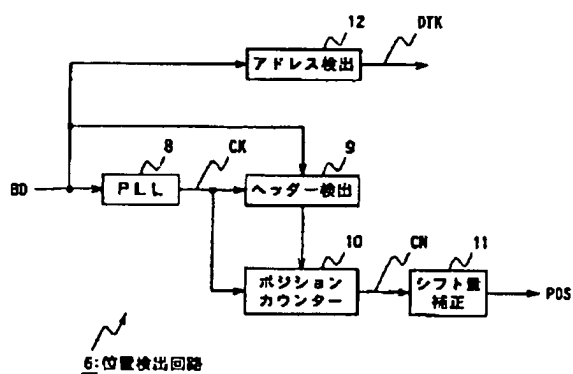 12
DTK
アドレス検出
8
CK
9
BD
PLL
ヘッダー検出
10
CN
11
ポジション
カウンター
シフト量
補正
POS
6:位置検出回路